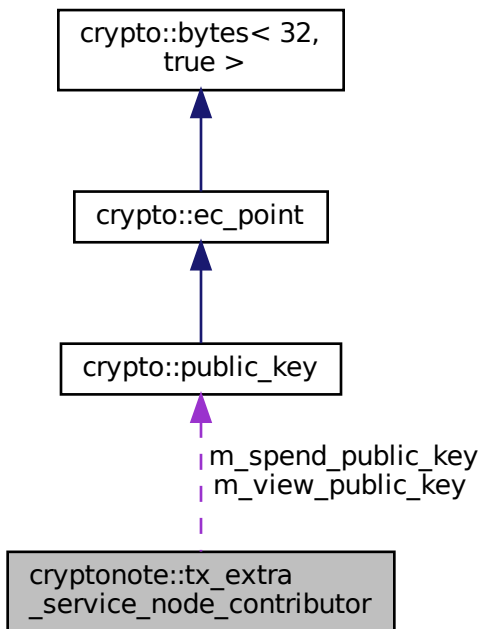 crypto::bytes< 32,
true >
crypto::ec_point
crypto::public_key
m_spend_public_key
m_view_public_key
cryptonote::tx_extra
_service_node_contributor